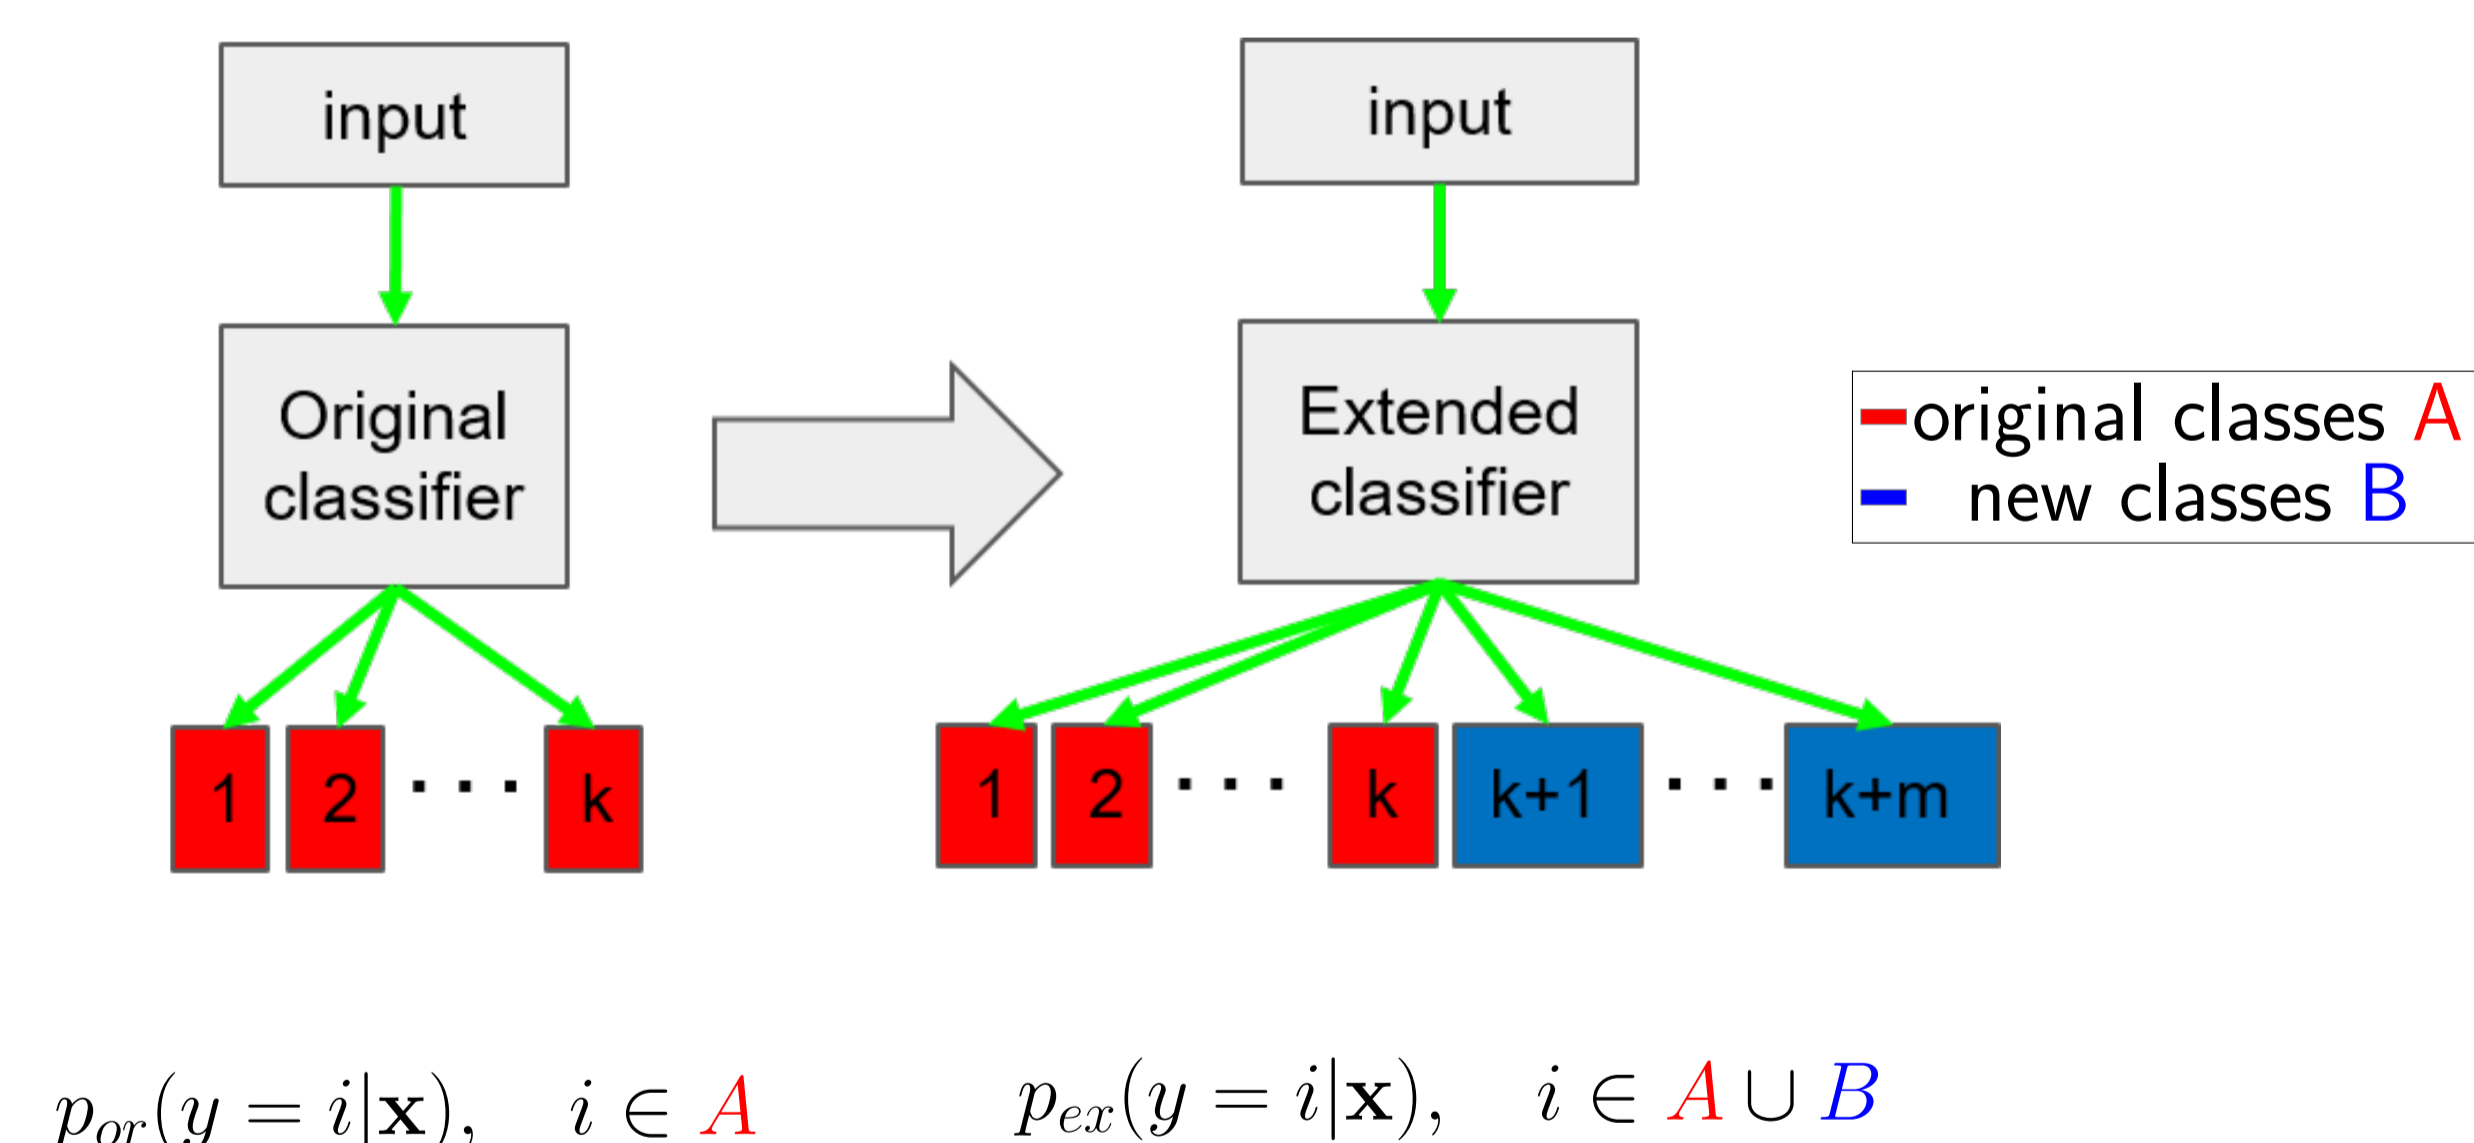 input
Original
classifier
1 2 ... k
input
Extended
classifier
1 2 ... k k+1 ... k+m
original classes A
new classes B
p_or(y = i|x), i ∈ A
p_ex(y = i|x), i ∈ A ∪ B